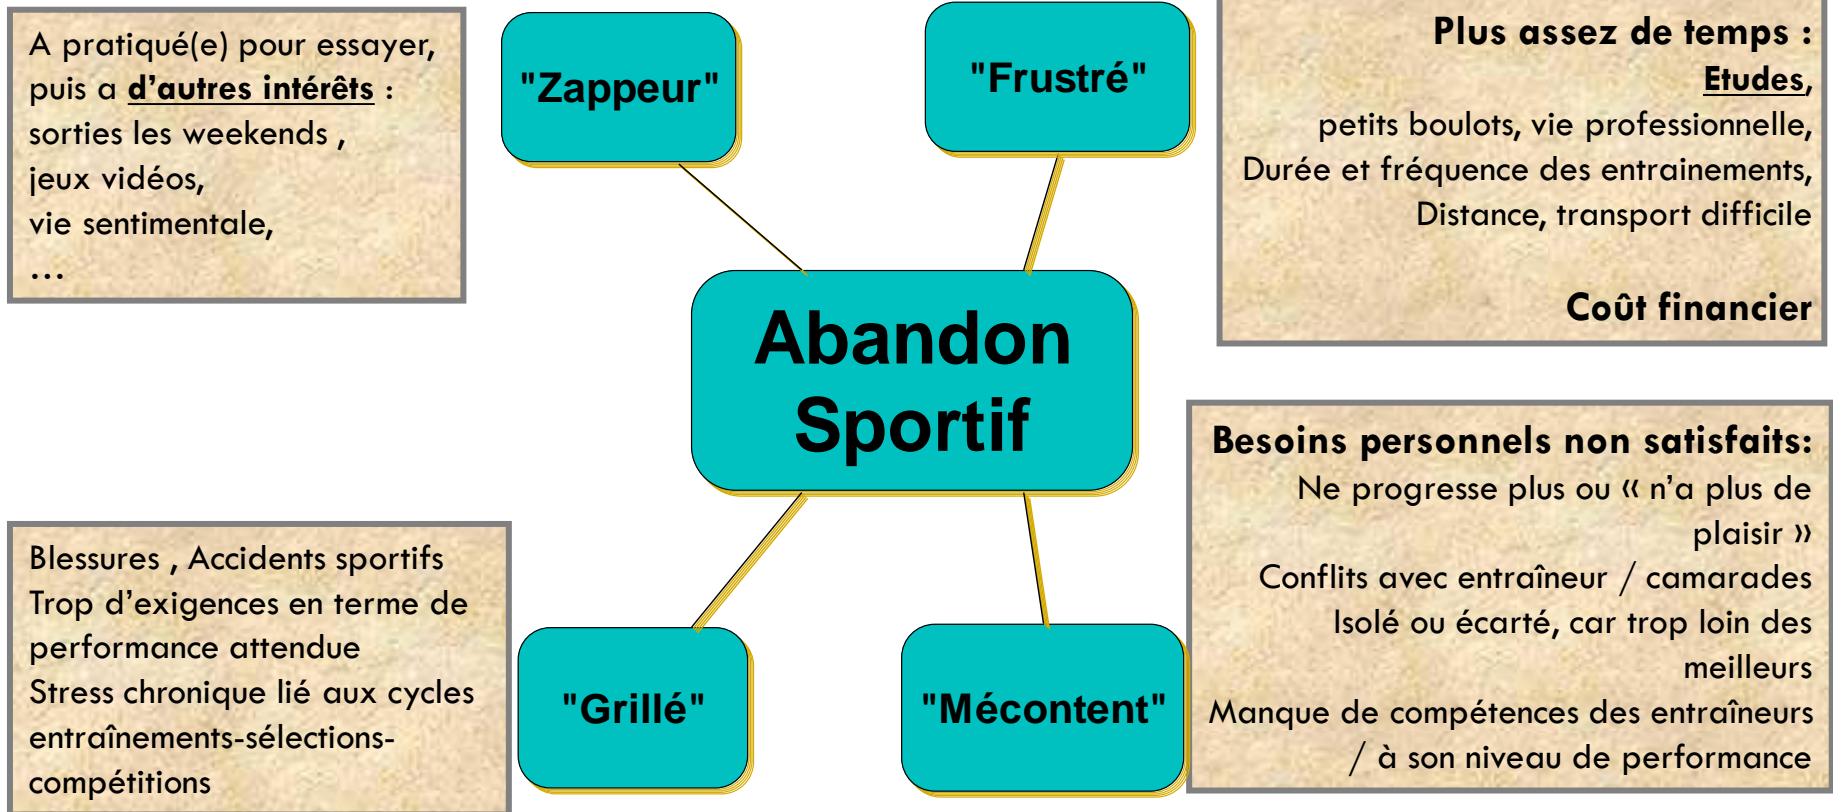 A pratiqué(e) pour essayer,
puis a d'autres intérêts :
sorties les weekends ,
jeux vidéos,
vie sentimentale,
…
"Zappeur"
"Frustré"
Plus assez de temps :
Etudes,
petits boulots, vie professionnelle,
Durée et fréquence des entrainements,
Distance, transport difficile
Coût financier
Abandon
Sportif
Blessures , Accidents sportifs
Trop d'exigences en terme de
performance attendue
Stress chronique lié aux cycles
entraînements-sélections-
compétitions
"Grillé"
"Mécontent"
Besoins personnels non satisfaits:
Ne progresse plus ou « n'a plus de
plaisir »
Conflits avec entraîneur / camarades
Isolé ou écarté, car trop loin des
meilleurs
Manque de compétences des entraîneurs
/ à son niveau de performance